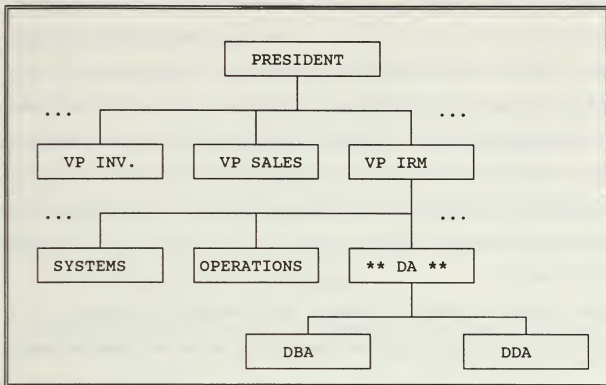 PRESIDENT
... ...
VP INV. VP SALES VP IRM
... ...
SYSTEMS OPERATIONS ** DA **
DBA DDA